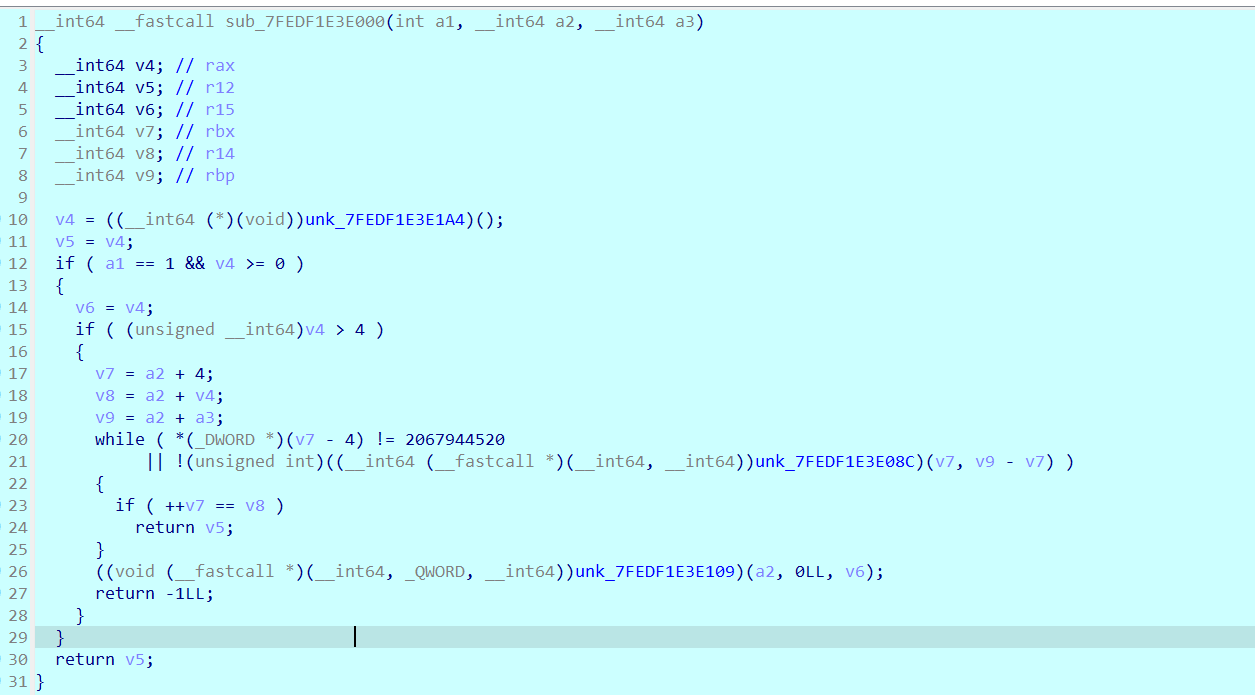 1 __int64 __fastcall sub_7FEDF1E3E000(int a1, __int64 a2, __int64 a3)
2 {
3 __int64 v4; // rax
4 __int64 v5; // r12
5 __int64 v6; // r15
6 __int64 v7; // rbx
7 __int64 v8; // r14
8 __int64 v9; // rbp
9
10 v4 = ((__int64 (*)(void))unk_7FEDF1E3E1A4)();
11 v5 = v4;
12 if ( a1 == 1 && v4 >= 0 )
13 {
14 v6 = v4;
15 if ( (unsigned __int64)v4 > 4 )
16 {
17 v7 = a2 + 4;
18 v8 = a2 + v4;
19 v9 = a2 + a3;
20 while ( *(_DWORD *)(v7 - 4) != 2067944520
21 || !(unsigned int)((__int64 (__fastcall *)(__int64, __int64))unk_7FEDF1E3E08C)(v7, v9 - v7) )
22 {
23 if ( ++v7 == v8 )
24 return v5;
25 }
26 ((void (__fastcall *)(__int64, _QWORD, __int64))unk_7FEDF1E3E109)(a2, 0LL, v6);
27 return -1LL;
28 }
29 }
30 return v5;
31 }